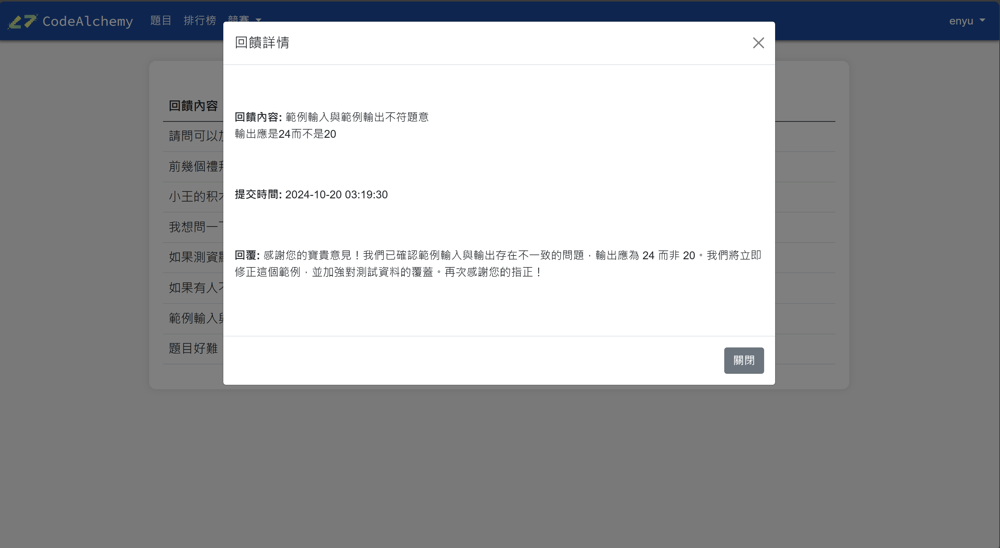 CodeAlchemy 題目 排行榜 競賽 enyu
回饋詳情
回饋內容
請問可以
前幾個禮
小王的积
我想問一
如果測資
如果有人
範例輸入
題目好難
回饋內容: 範例輸入與範例輸出不符題意
輸出應是24而不是20
提交時間: 2024-10-20 03:19:30
回覆: 感謝您的寶貴意見！我們已確認範例輸入與輸出存在不一致的問題，輸出應為 24 而非 20。我們將立即
修正這個範例，並加強對測試資料的覆蓋。再次感謝您的指正！
關閉